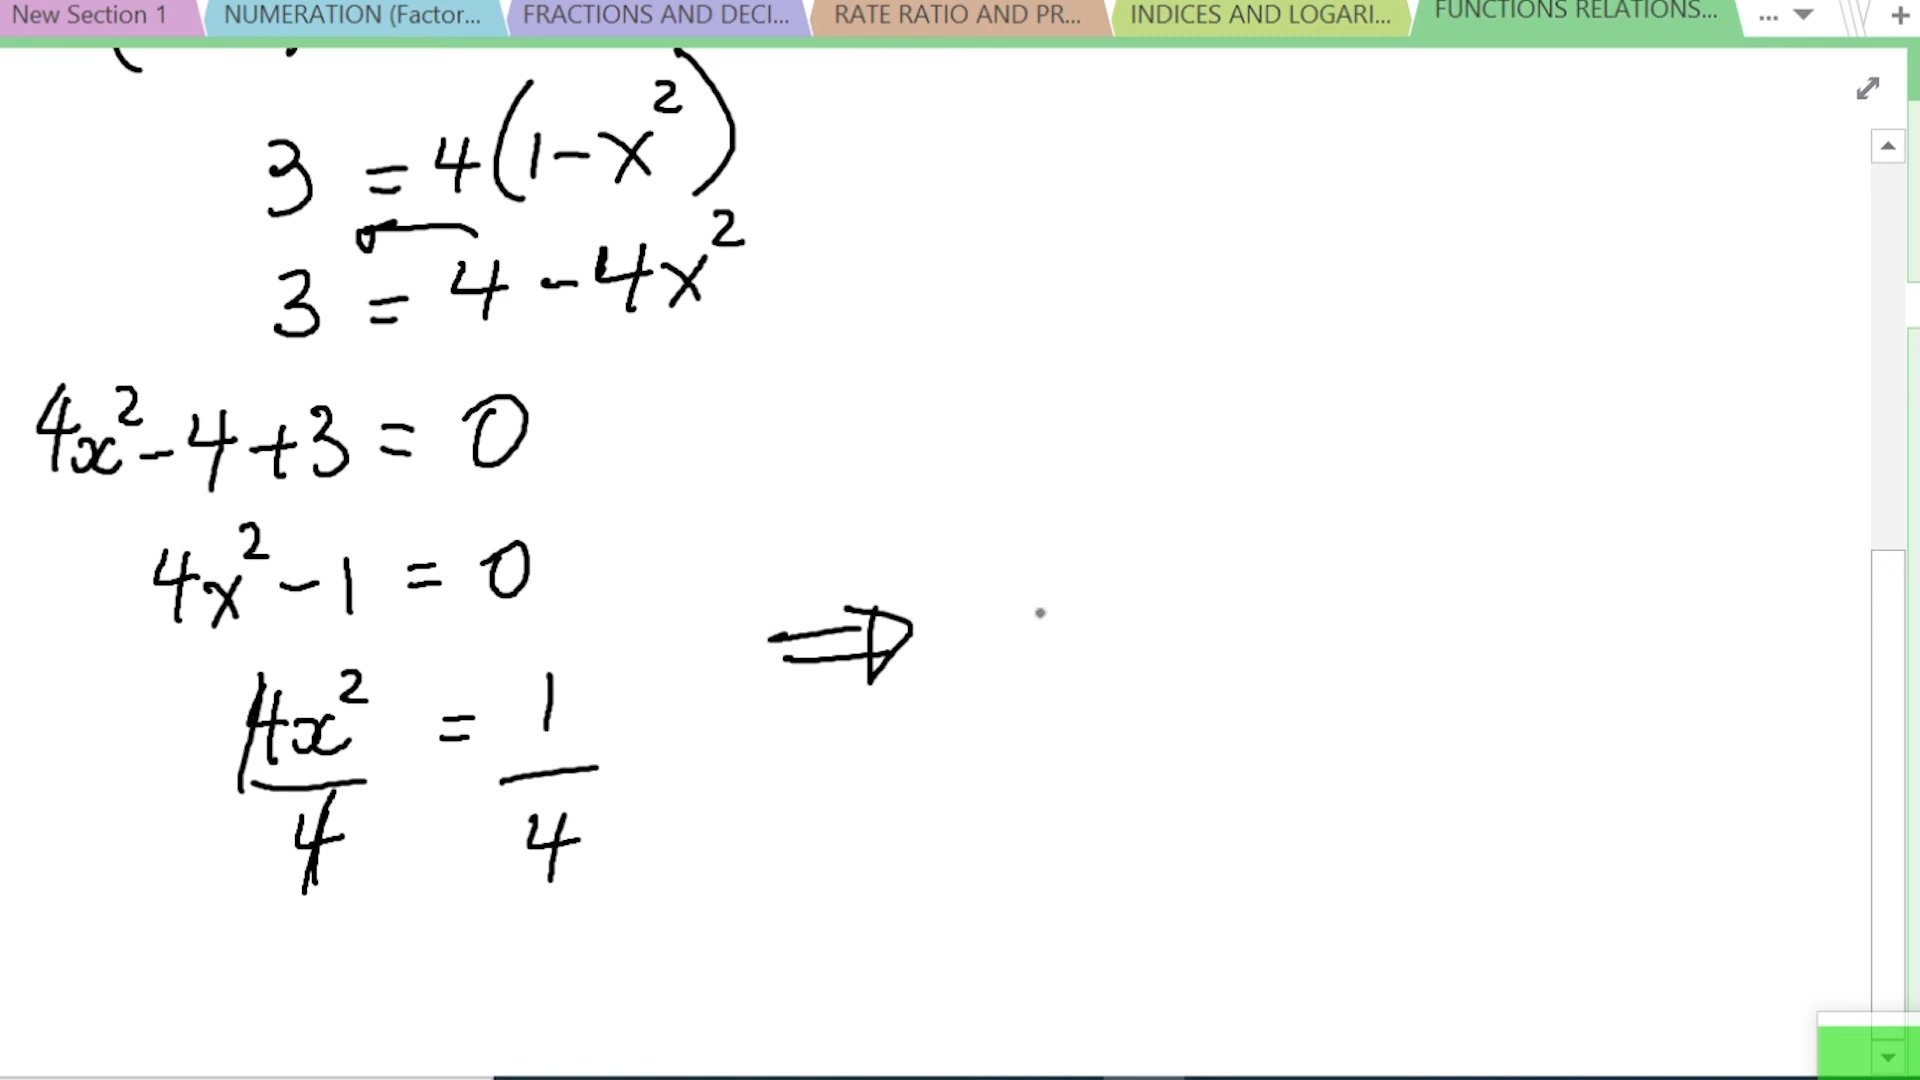 New Section 1 NUMERATION (Factor... FRACTIONS AND DECI... RATE RATIO AND PR... INDICES AND LOGARI... FUNCTIONS RELATIONS... ...
3 = 4(1-x²)
3 = 4 - 4x²
4x² - 4 + 3 = 0
4x² - 1 = 0
4x²/4 = 1/4 ⇒